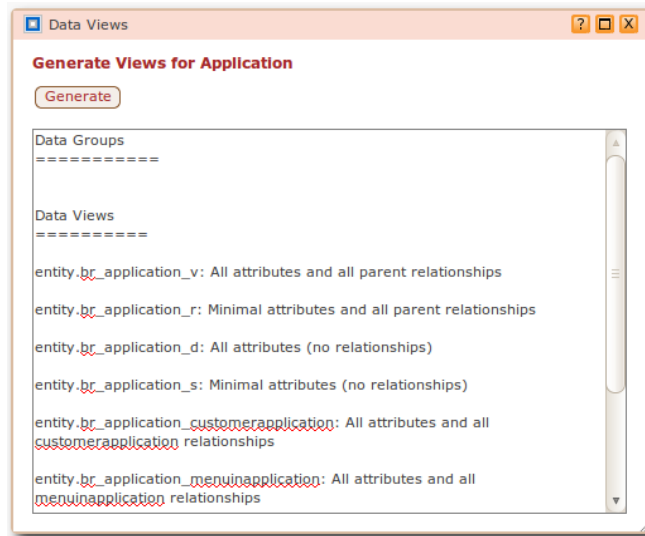 Data Views
? X
Generate Views for Application
Generate
Data Groups
===========
Data Views
==========
entity.br_application_v: All attributes and all parent relationships
entity.br_application_r: Minimal attributes and all parent relationships
entity.br_application_d: All attributes (no relationships)
entity.br_application_s: Minimal attributes (no relationships)
entity.br_application_customerapplication: All attributes and all
customerapplication relationships
entity.br_application_menuinapplication: All attributes and all
menuinapplication relationships